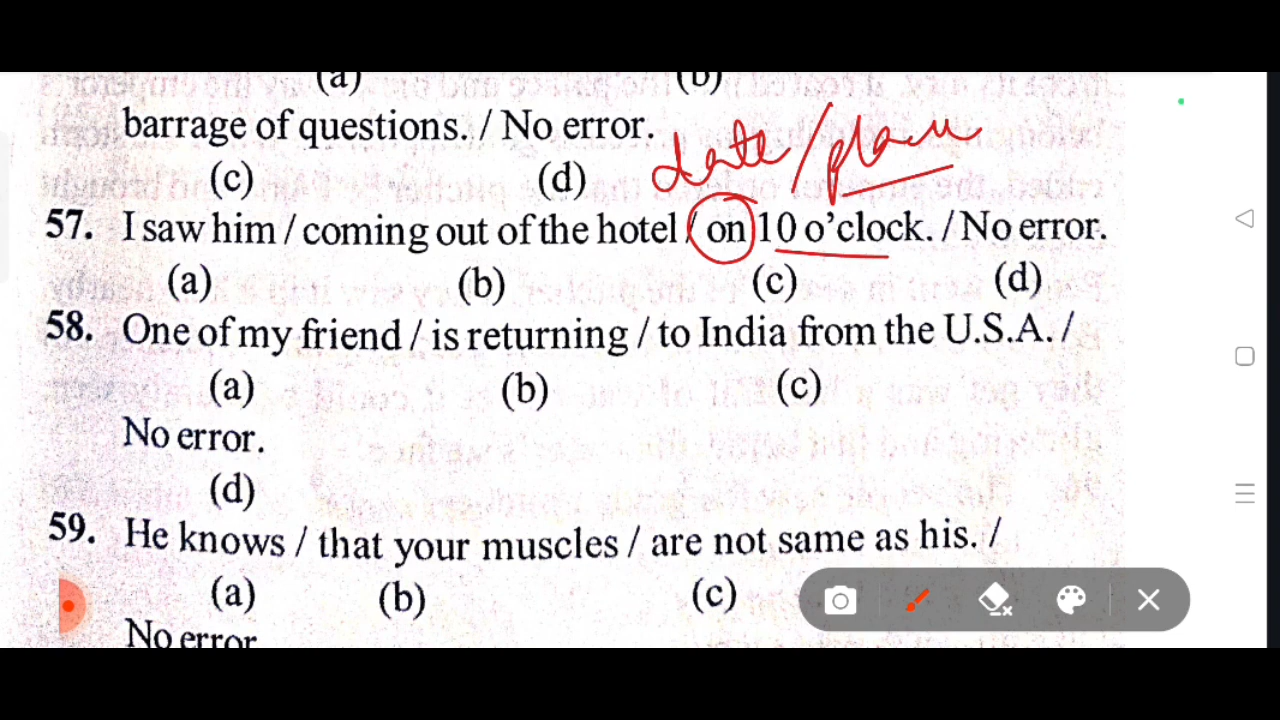 (a) (b)
barrage of questions. / No error.
date / place
(c) (d)
57. I saw him / coming out of the hotel / on 10 o'clock. / No error.
(a) (b) (c) (d)
58. One of my friend / is returning / to India from the U.S.A. /
(a) (b) (c)
No error.
(d)
59. He knows / that your muscles / are not same as his. /
(a) (b) (c)
No error